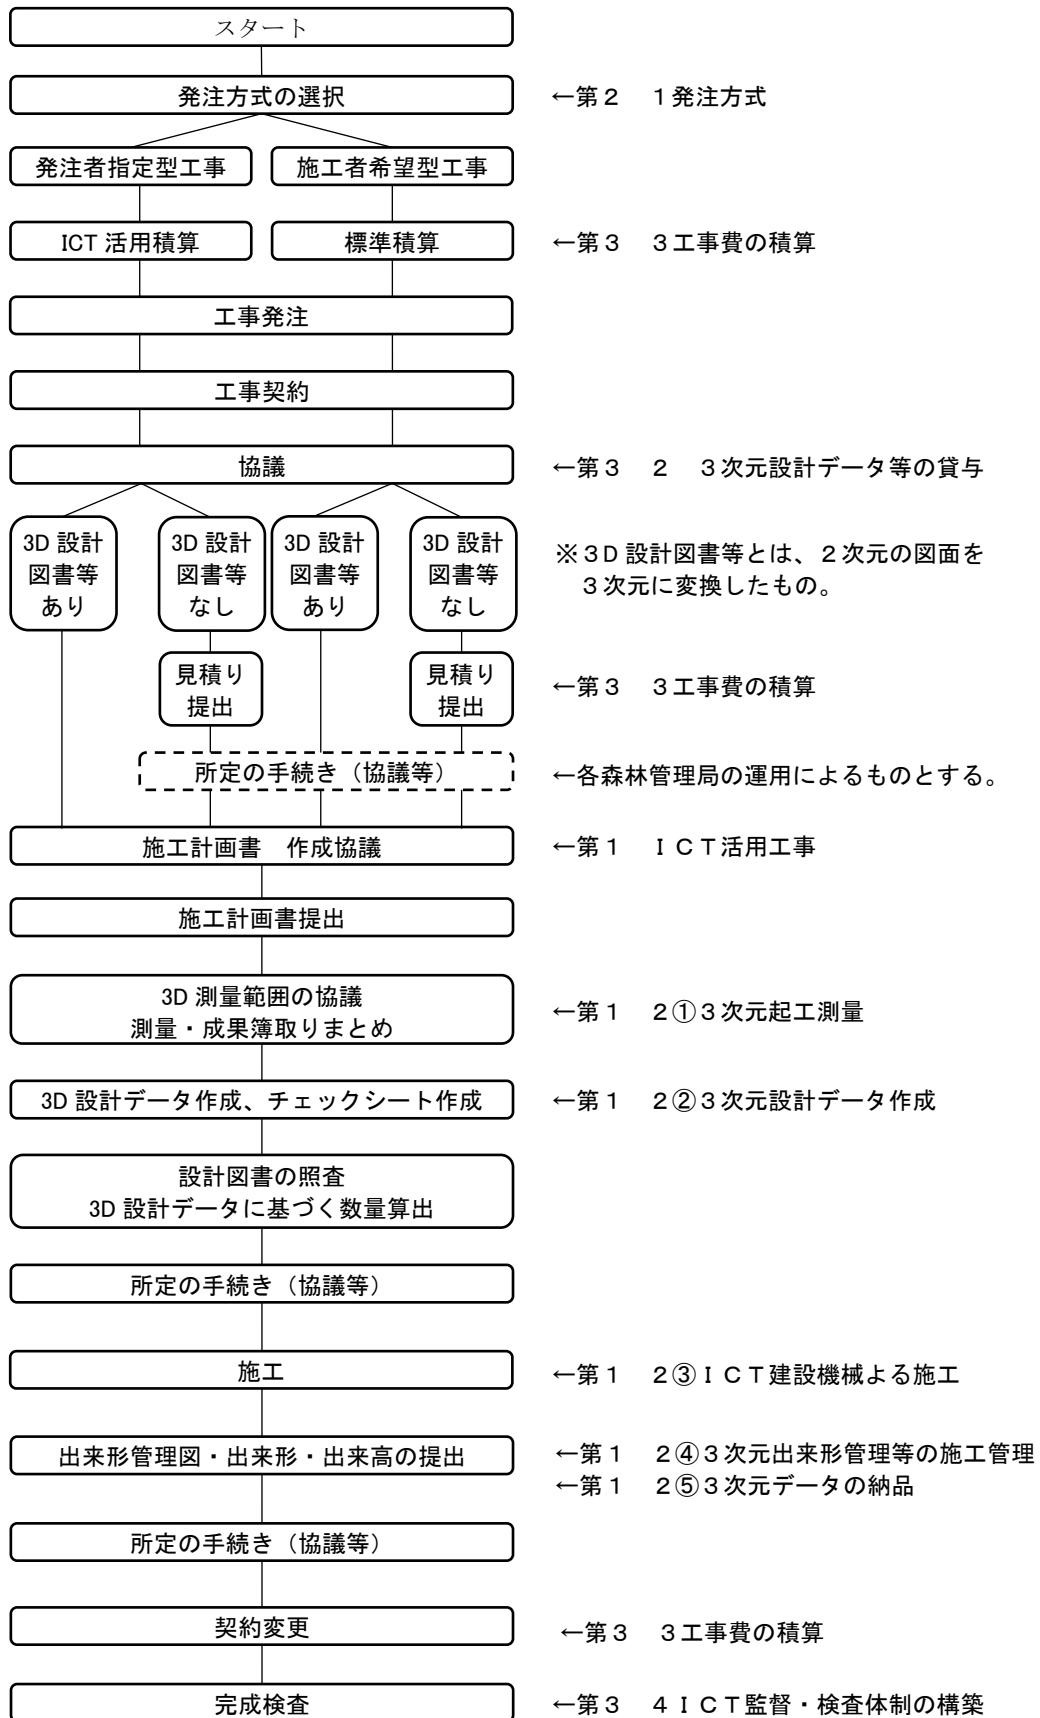 スタート
発注方式の選択
←第２　１発注方式
発注者指定型工事
施工者希望型工事
ICT 活用積算
標準積算
←第３　３工事費の積算
工事発注
工事契約
協議
←第３　２　３次元設計データ等の貸与
3D 設計
図書等
あり
3D 設計
図書等
なし
3D 設計
図書等
あり
3D 設計
図書等
なし
※３Ｄ設計図書等とは、２次元の図面を
３次元に変換したもの。
見積り
提出
見積り
提出
←第３　３工事費の積算
所定の手続き（協議等）
←各森林管理局の運用によるものとする。
施工計画書　作成協議
←第１　ＩＣＴ活用工事
施工計画書提出
3D 測量範囲の協議
測量・成果簿取りまとめ
←第１　２①３次元起工測量
3D 設計データ作成、チェックシート作成
←第１　２②３次元設計データ作成
設計図書の照査
3D 設計データに基づく数量算出
所定の手続き（協議等）
施工
←第１　２③ＩＣＴ建設機械よる施工
出来形管理図・出来形・出来高の提出
←第１　２④３次元出来形管理等の施工管理
←第１　２⑤３次元データの納品
所定の手続き（協議等）
契約変更
←第３　３工事費の積算
完成検査
←第３　４ＩＣＴ監督・検査体制の構築